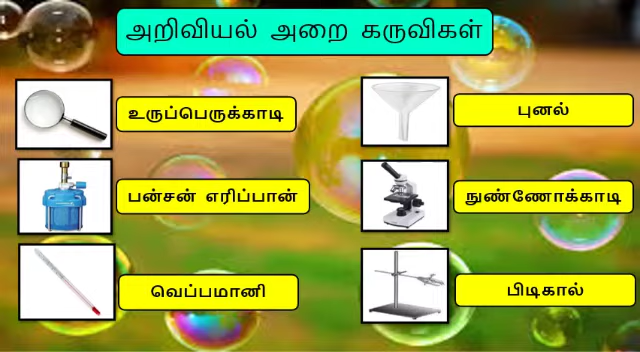 அறிவியல் அறை கருவிகள்
உருப்பெருக்காடி
புனல்
பன்சன் எரிப்பான்
நுண்ணோக்காடி
வெப்பமானி
பிடிகால்